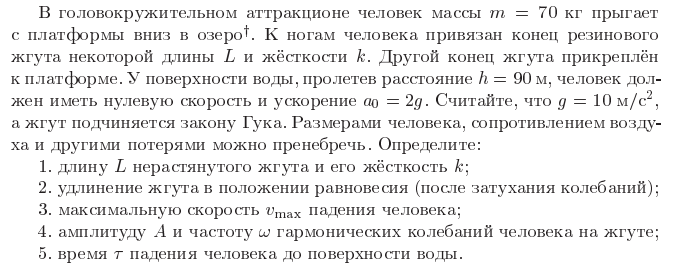 В головокружительном аттракционе человек массы m = 70 кг прыгает
с платформы вниз в озеро†. К ногам человека привязан конец резинового
жгута некоторой длины L и жёсткости k. Другой конец жгута прикреплён
к платформе. У поверхности воды, пролетев расстояние h = 90 м, человек дол-
жен иметь нулевую скорость и ускорение a₀ = 2g. Считайте, что g = 10 м/с²,
а жгут подчиняется закону Гука. Размерами человека, сопротивлением возду-
ха и другими потерями можно пренебречь. Определите:
1. длину L нерастянутого жгута и его жёсткость k;
2. удлинение жгута в положении равновесия (после затухания колебаний);
3. максимальную скорость vmax падения человека;
4. амплитуду A и частоту ω гармонических колебаний человека на жгуте;
5. время τ падения человека до поверхности воды.